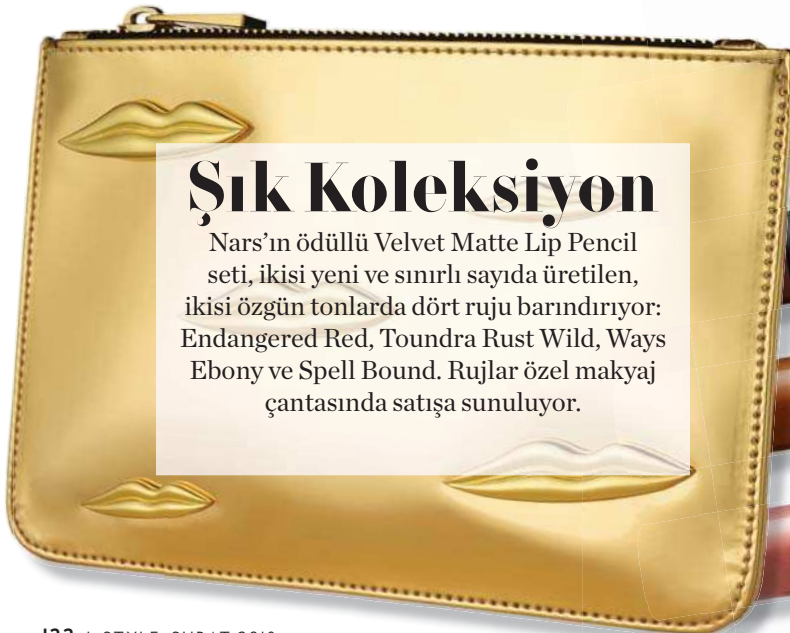 Şık Koleksiyon
Nars’ın ödüllü Velvet Matte Lip Pencil
seti, ikisi yeni ve sınırlı sayıda üretilen,
ikisi özgün tonlarda dört ruju barındırıyor:
Endangered Red, Toundra Rust Wild, Ways
Ebony ve Spell Bound. Rujlar özel makyaj
çantasında satışa sunuluyor.